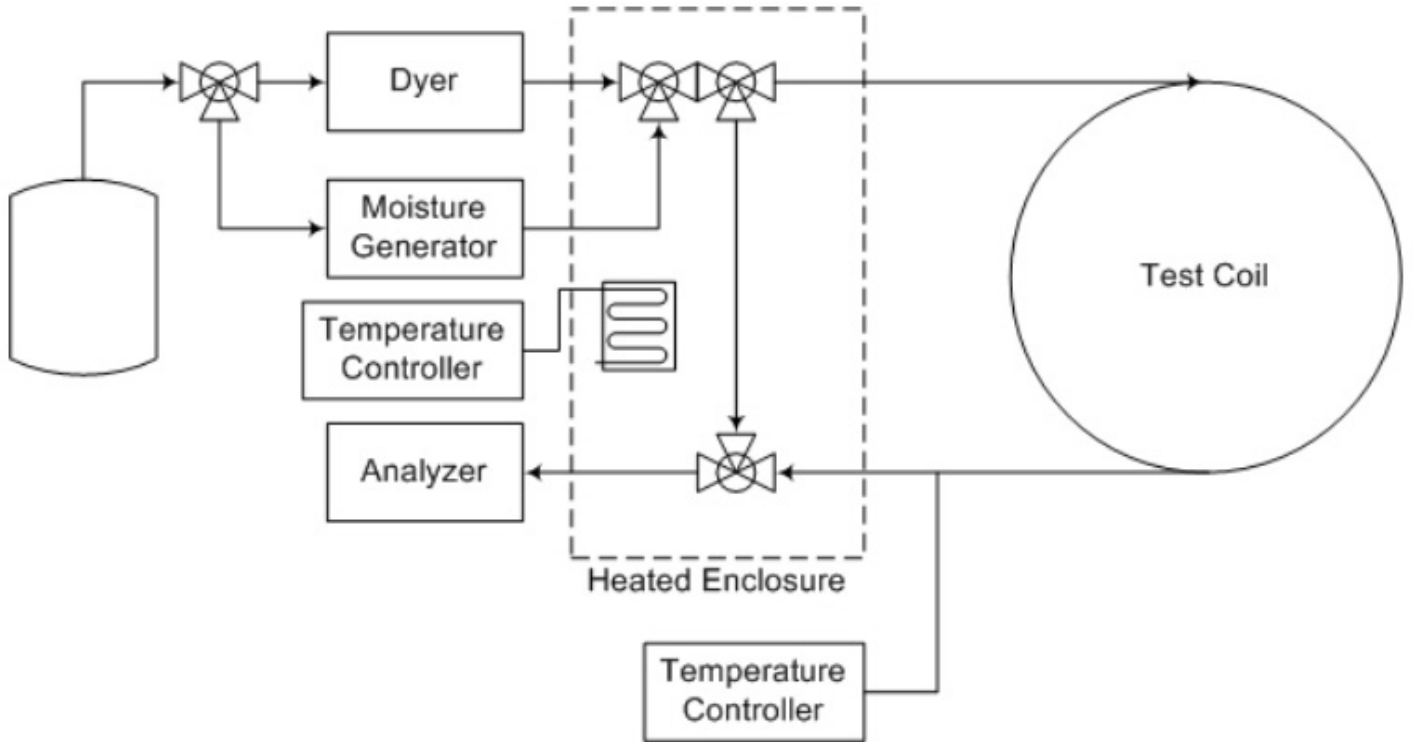 Dyer
Moisture
Generator
Test Coil
Temperature
Controller
Analyzer
Heated Enclosure
Temperature
Controller